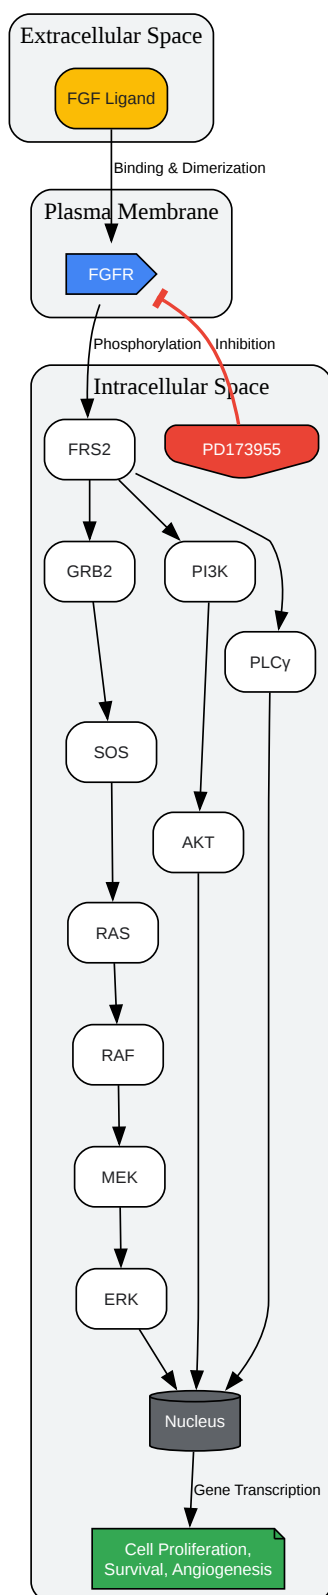 Extracellular Space
FGF Ligand
Binding & Dimerization
Plasma Membrane
FGFR
Phosphorylation
Inhibition
Intracellular Space
FRS2
PD173955
GRB2
PI3K
PLCγ
SOS
AKT
RAS
RAF
MEK
ERK
Nucleus
Gene Transcription
Cell Proliferation,
Survival, Angiogenesis